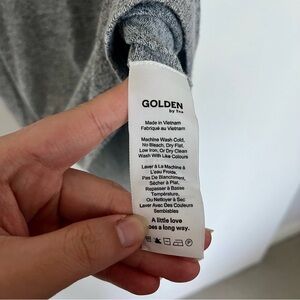 GOLDEN
by TNA
Made in Vietnam
Fabriqué au Vietnam
Machine Wash Cold,
No Bleach, Dry Flat,
Low Iron, Or Dry Clean
Wash With Like Colours
Laver À La Machine À
L'eau Froide,
Pas De Blanchiment,
Sécher à Plat,
Repasser à Basse
Température,
Ou Nettoyer à Sec
Laver Avec Des Couleurs
Semblables
A little love
goes a long way.